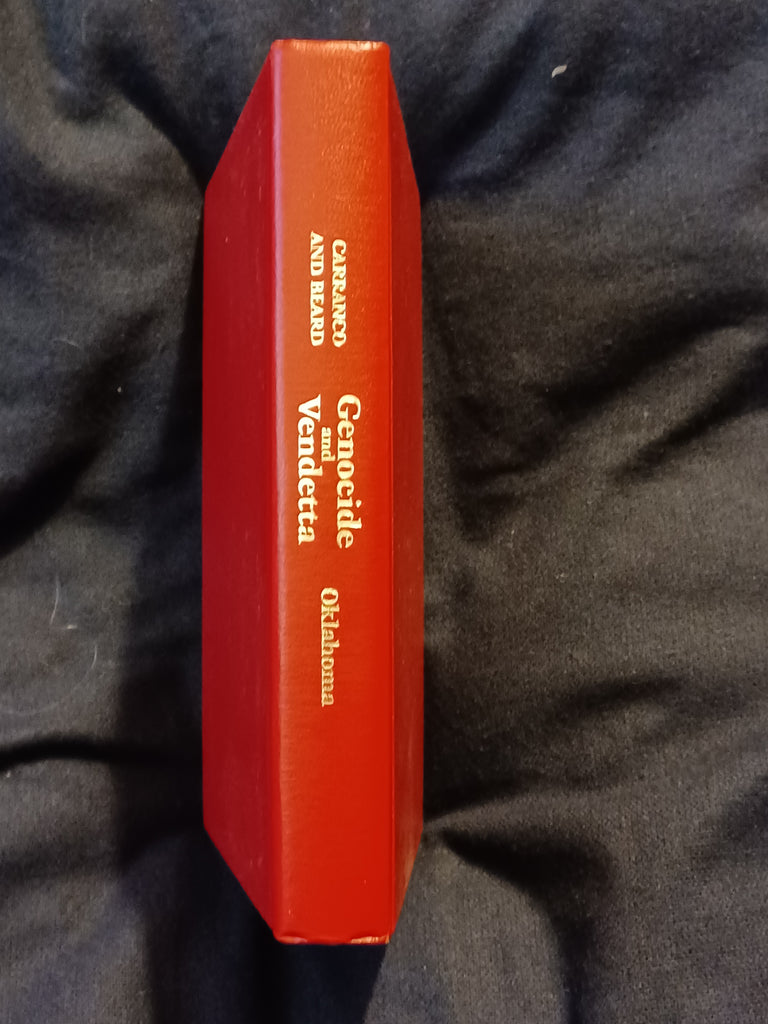 CARRANCO
AND BEARD
Genocide
and
Vendetta
Oklahoma